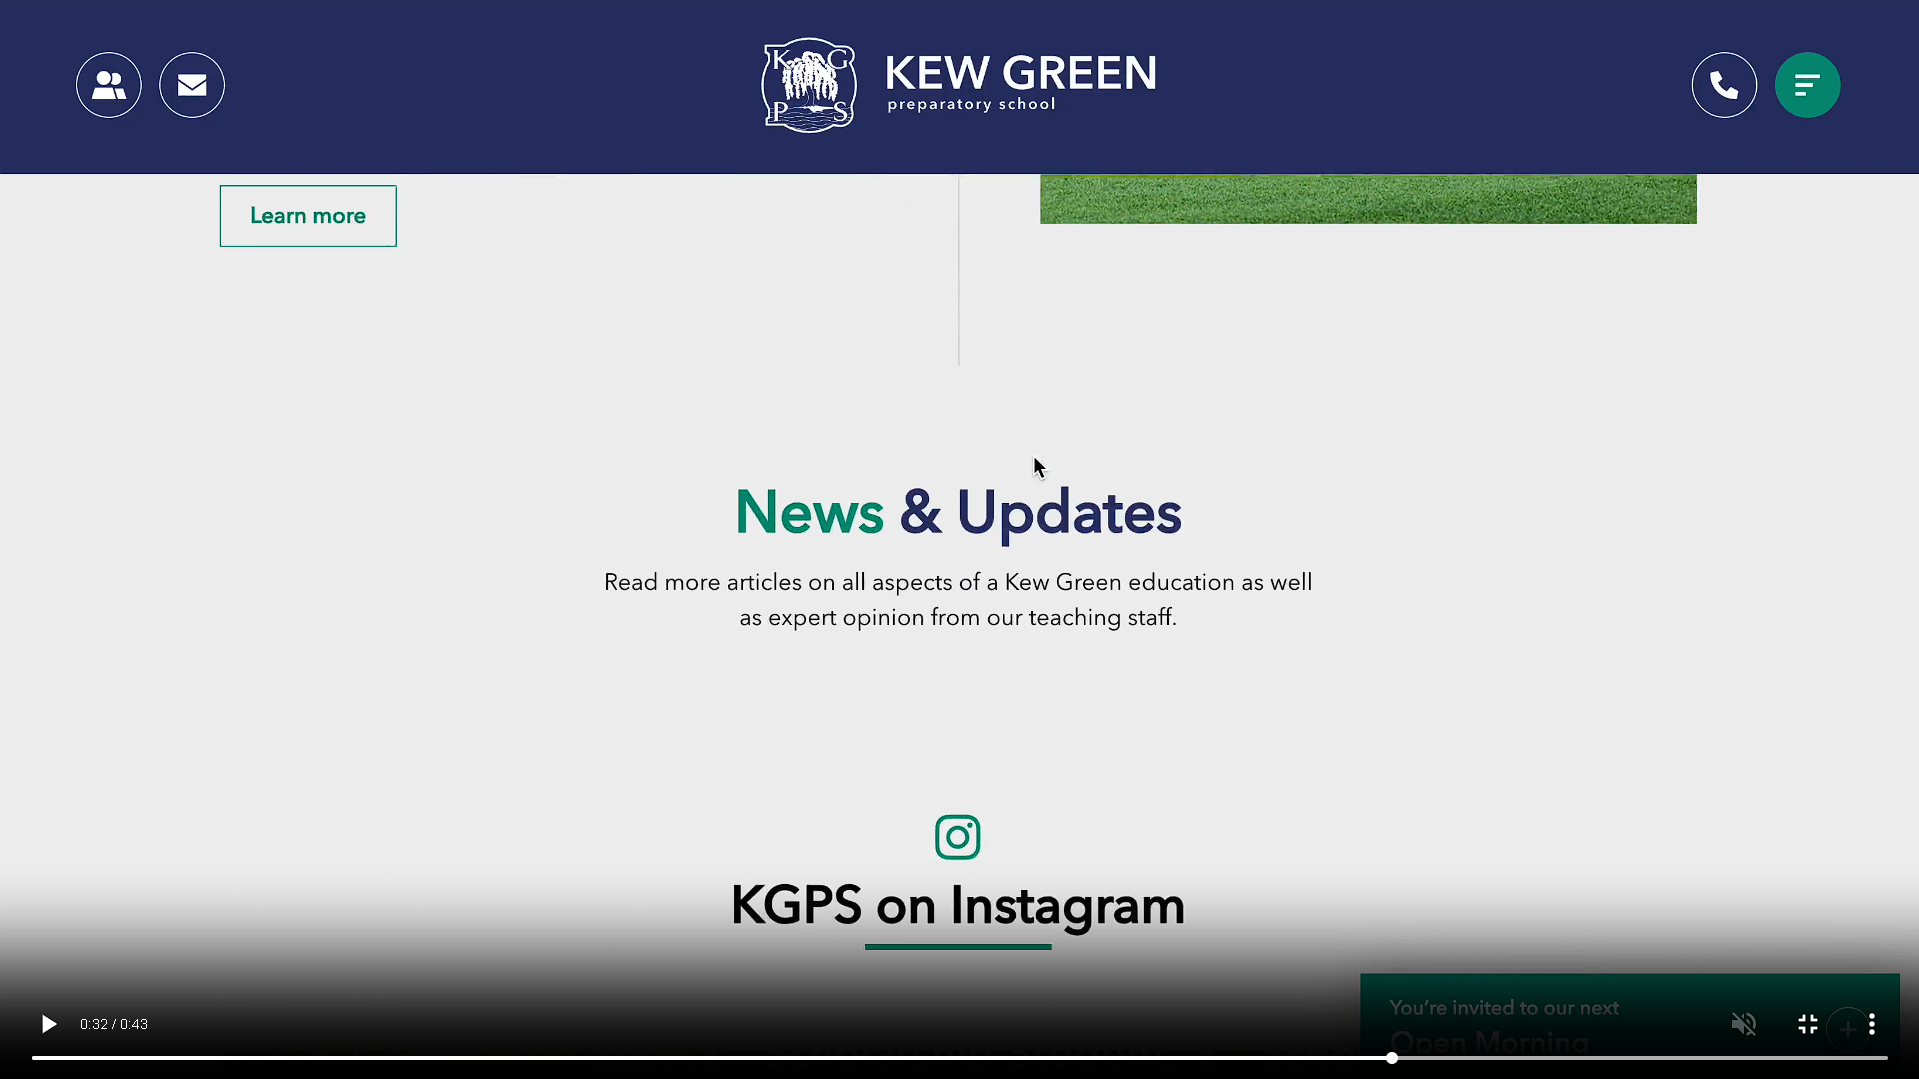 K G
P S
KEW GREEN
preparatory school
Learn more
News & Updates
Read more articles on all aspects of a Kew Green education as well
as expert opinion from our teaching staff.
KGPS on Instagram
You're invited to our next
Open Morning
0:32 / 0:43